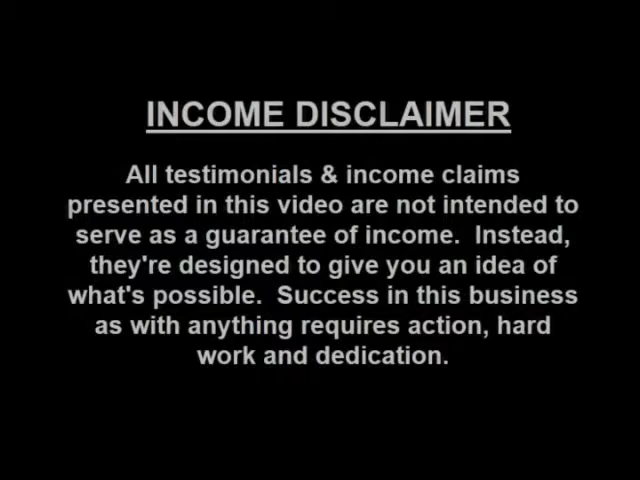 INCOME DISCLAIMER
All testimonials & income claims
presented in this video are not intended to
serve as a guarantee of income.  Instead,
they're designed to give you an idea of
what's possible.  Success in this business
as with anything requires action, hard
work and dedication.